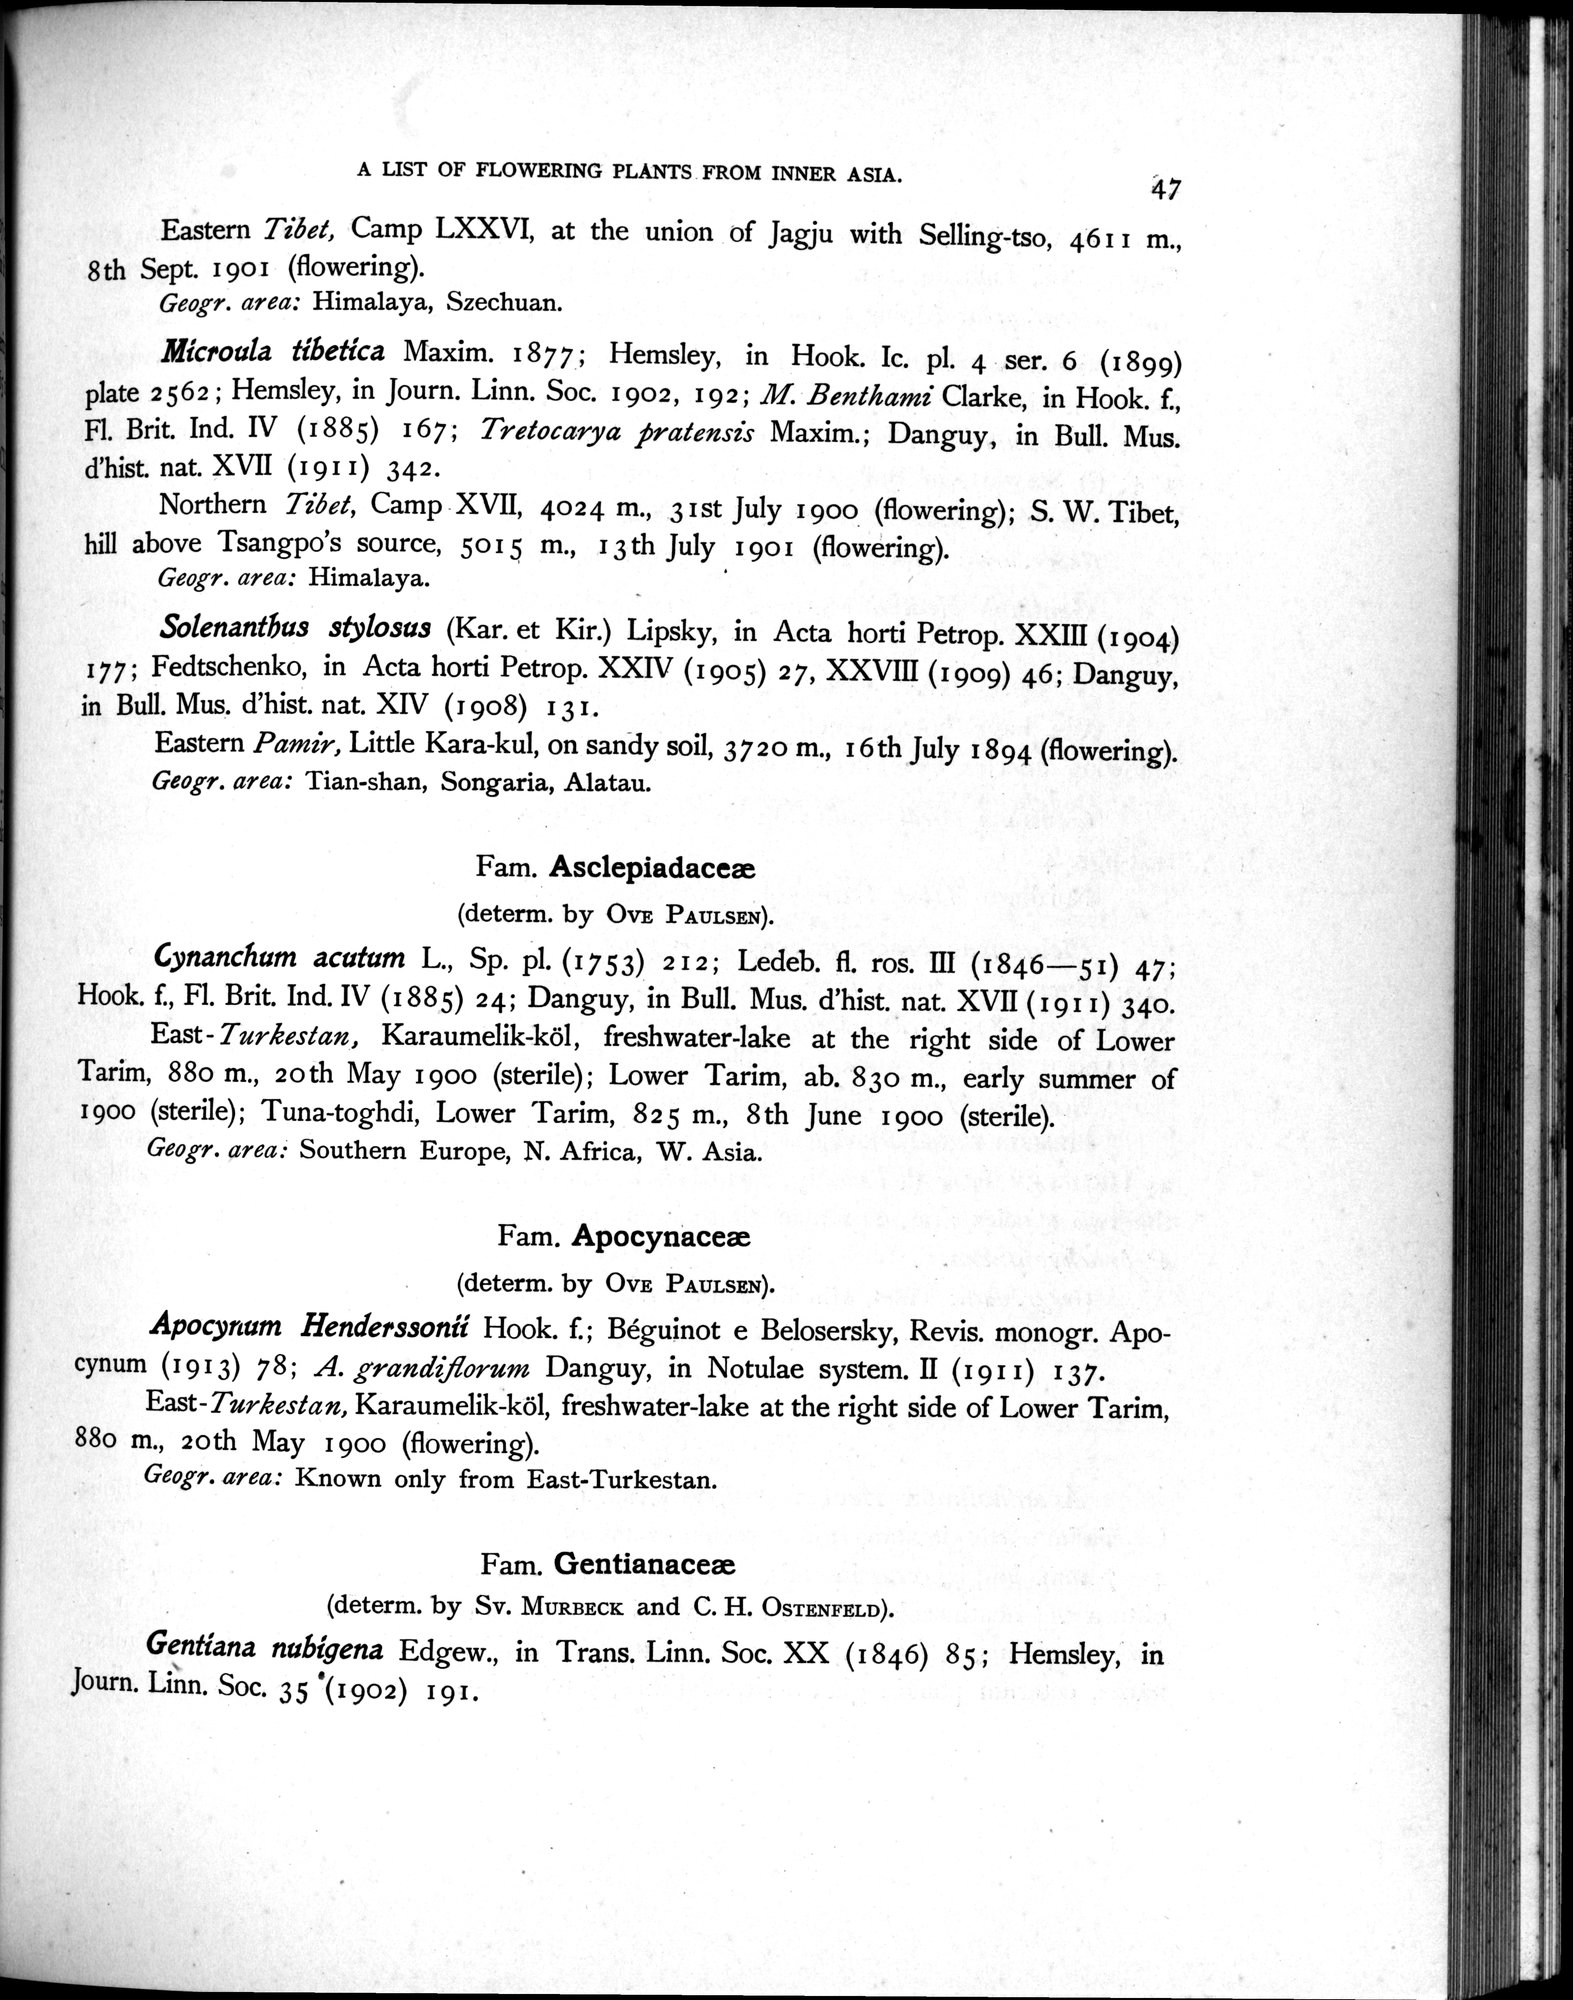 A LIST OF FLOWERING PLANTS FROM INNER ASIA.
47
Eastern Tibet, Camp LXXVI, at the union of Jagju with Selling-tso, 4611 m.,
8th Sept. 1901 (flowering).
Geogr. area: Himalaya, Szechuan.
Microula tibetica Maxim. 1877; Hemsley, in Hook. Ic. pl. 4 ser. 6 (1899)
plate 2562; Hemsley, in Journ. Linn. Soc. 1902, 192; M. Benthami Clarke, in Hook. f.,
Fl. Brit. Ind. IV (1885) 167; Tretocarya pratensis Maxim.; Danguy, in Bull. Mus.
d'hist. nat. XVII (1911) 342.
Northern Tibet, Camp XVII, 4024 m., 31st July 1900 (flowering); S. W. Tibet,
hill above Tsangpo's source, 5015 m., 13th July 1901 (flowering).
Geogr. area: Himalaya.
Solenanthus stylosus (Kar. et Kir.) Lipsky, in Acta horti Petrop. XXIII (1904)
177; Fedtschenko, in Acta horti Petrop. XXIV (1905) 27, XXVIII (1909) 46; Danguy,
in Bull. Mus. d'hist. nat. XIV (1908) 131.
Eastern Pamir, Little Kara-kul, on sandy soil, 3720 m., 16th July 1894 (flowering).
Geogr. area: Tian-shan, Songaria, Alatau.
Fam. Asclepiadaceæ
(determ. by OVE PAULSEN).
Cynanchum acutum L., Sp. pl. (1753) 212; Ledeb. fl. ros. III (1846—51) 47;
Hook. f., Fl. Brit. Ind. IV (1885) 24; Danguy, in Bull. Mus. d'hist. nat. XVII (1911) 340.
East-Turkestan, Karaumelik-köl, freshwater-lake at the right side of Lower
Tarim, 880 m., 20th May 1900 (sterile); Lower Tarim, ab. 830 m., early summer of
1900 (sterile); Tuna-toghdi, Lower Tarim, 825 m., 8th June 1900 (sterile).
Geogr. area: Southern Europe, N. Africa, W. Asia.
Fam. Apocynaceæ
(determ. by OVE PAULSEN).
Apocynum Henderssonii Hook. f.; Béguinot e Belosersky, Revis. monogr. Apo-
cynum (1913) 78; A. grandiflorum Danguy, in Notulae system. II (1911) 137.
East-Turkestan, Karaumelik-köl, freshwater-lake at the right side of Lower Tarim,
880 m., 20th May 1900 (flowering).
Geogr. area: Known only from East-Turkestan.
Fam. Gentianaceæ
(determ. by SV. MURBECK and C. H. OSTENFELD).
Gentiana nubigena Edgew., in Trans. Linn. Soc. XX (1846) 85; Hemsley, in
Journ. Linn. Soc. 35 (1902) 191.